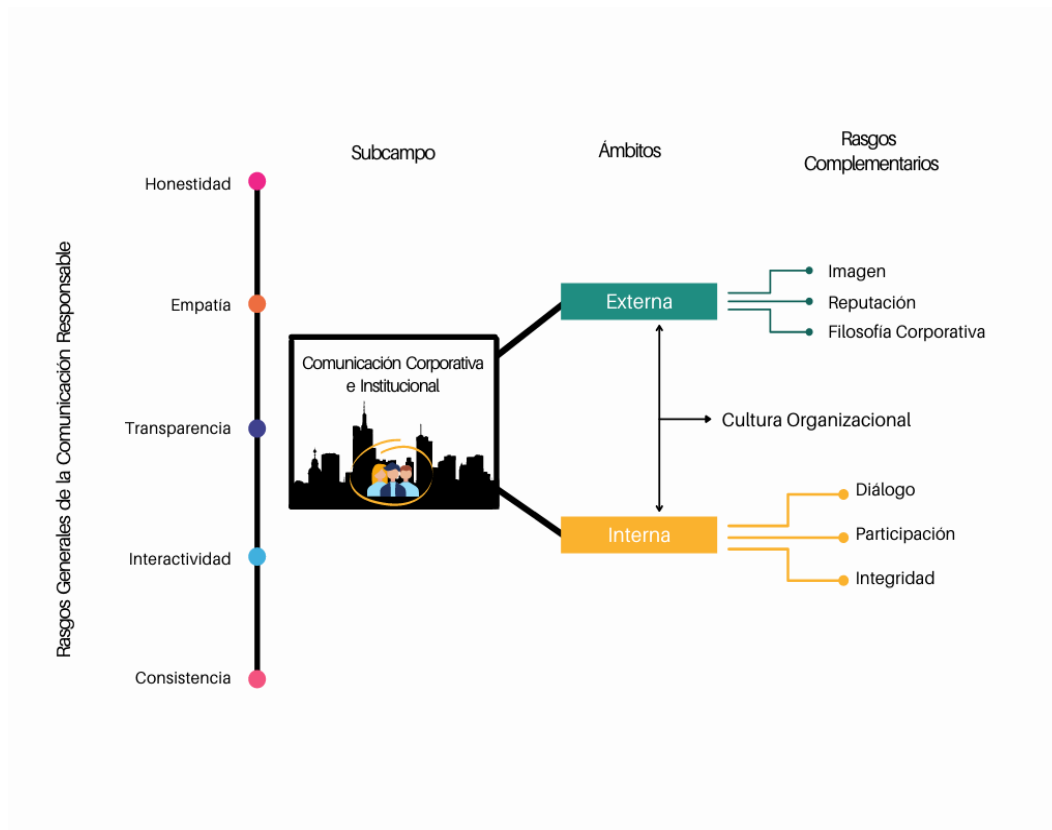 Rasgos Generales de la Comunicación Responsable
Honestidad
Empatía
Transparencia
Interactividad
Consistencia
Subcampo
Comunicación Corporativa
e Institucional
Ámbitos
Externa
Cultura Organizacional
Interna
Rasgos
Complementarios
Imagen
Reputación
Filosofía Corporativa
Diálogo
Participación
Integridad